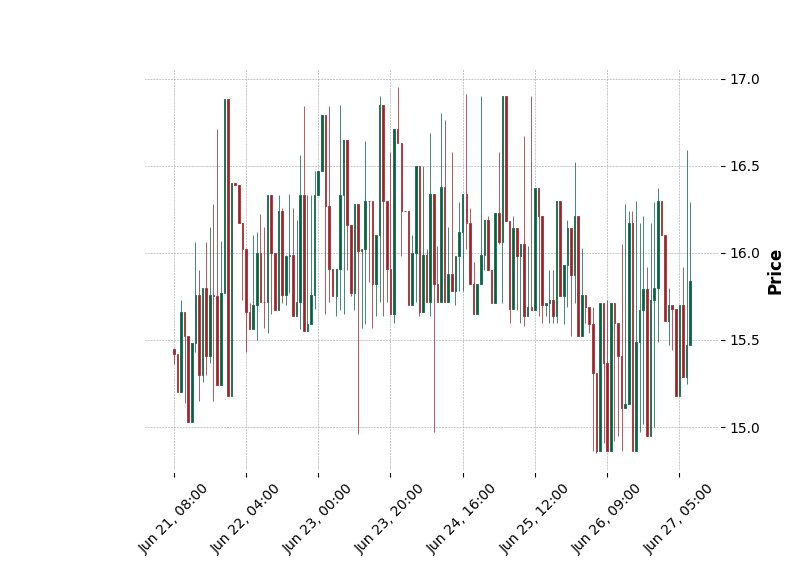 17.0
16.5
16.0
15.5
15.0
Price
Jun 21, 08:00
Jun 22, 04:00
Jun 23, 00:00
Jun 23, 20:00
Jun 24, 16:00
Jun 25, 12:00
Jun 26, 09:00
Jun 27, 05:00